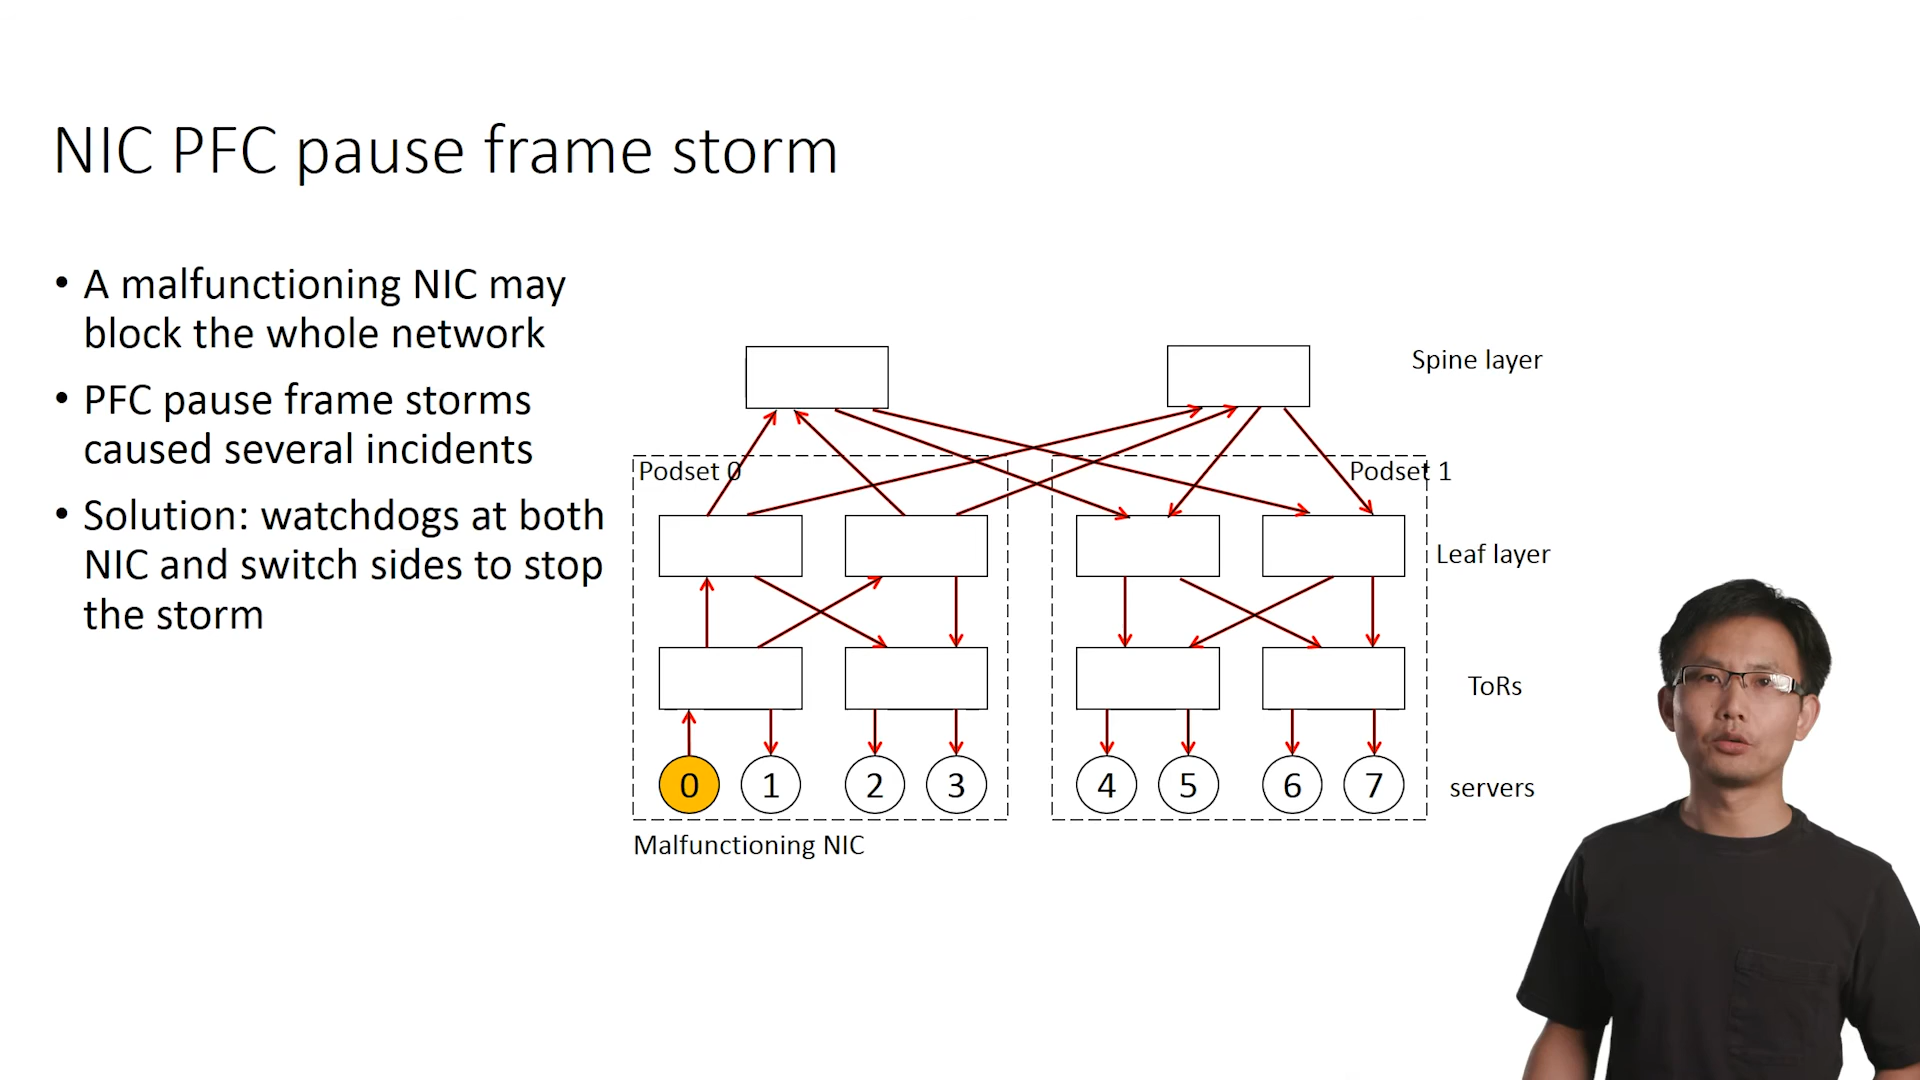 NIC PFC pause frame storm
• A malfunctioning NIC may
block the whole network
• PFC pause frame storms
caused several incidents
• Solution: watchdogs at both
NIC and switch sides to stop
the storm
Spine layer
Podset 0
Podset 1
Leaf layer
ToRs
0 1 2 3 4 5 6 7
servers
Malfunctioning NIC